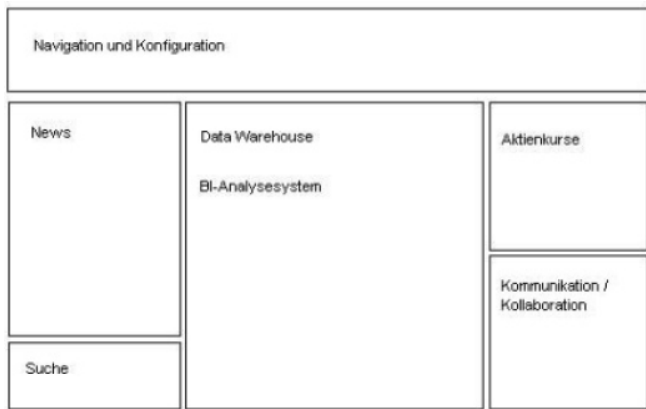 Navigation und Konfiguration
News
Suche
Data Warehouse
BI-Analysesystem
Aktienkurse
Kommunikation /
Kollaboration